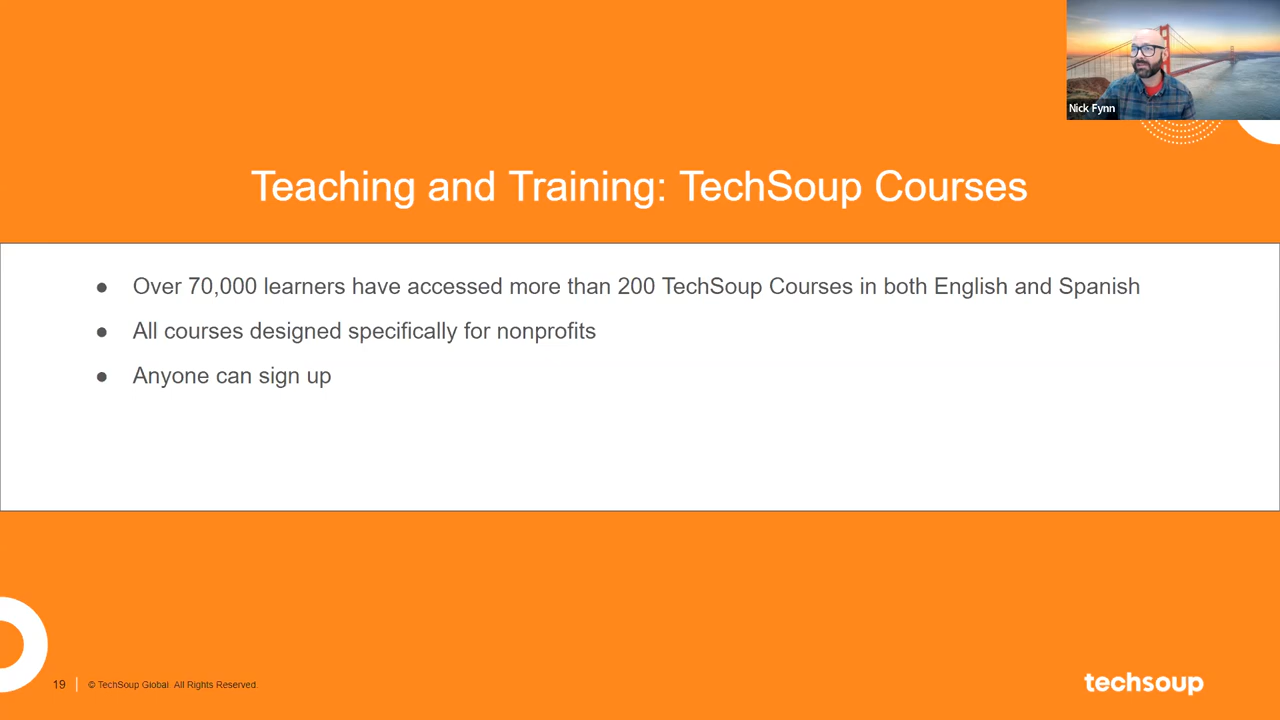 Nick Fynn
Teaching and Training: TechSoup Courses
● Over 70,000 learners have accessed more than 200 TechSoup Courses in both English and Spanish
● All courses designed specifically for nonprofits
● Anyone can sign up
19 © TechSoup Global All Rights Reserved.
techsoup